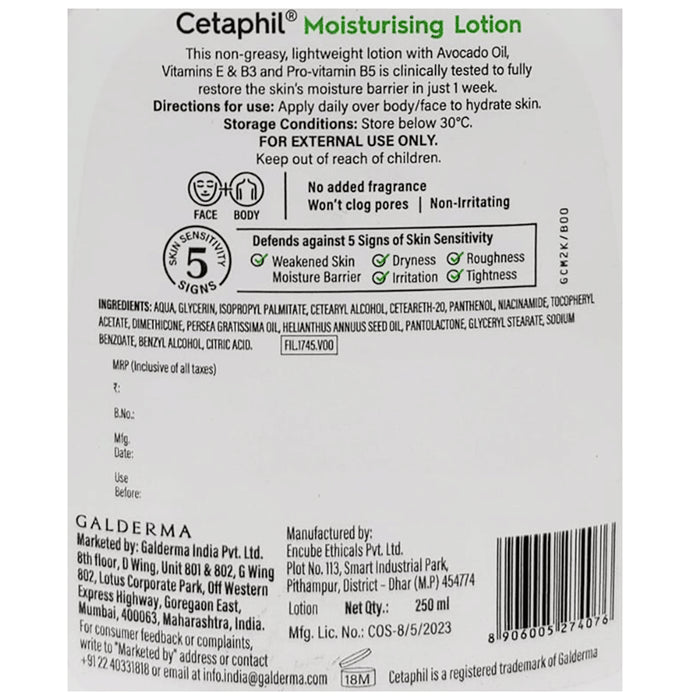 Cetaphil® Moisturising Lotion
This non-greasy, lightweight lotion with Avocado Oil,
Vitamins E & B3 and Pro-vitamin B5 is clinically tested to fully
restore the skin's moisture barrier in just 1 week.
Directions for use: Apply daily over body/face to hydrate skin.
Storage Conditions: Store below 30°C.
FOR EXTERNAL USE ONLY.
Keep out of reach of children.
FACE + BODY
No added fragrance
Won't clog pores | Non-Irritating
SKIN SENSITIVITY
5
SIGNS
Defends against 5 Signs of Skin Sensitivity
Weakened Skin Moisture Barrier
Dryness
Roughness
Irritation
Tightness
GCM2K/B00
INGREDIENTS: AQUA, GLYCERIN, ISOPROPYL PALMITATE, CETEARYL ALCOHOL, CETEARETH-20, PANTHENOL, NIACINAMIDE, TOCOPHERYL
ACETATE, DIMETHICONE, PERSEA GRATISSIMA OIL, HELIANTHUS ANNUUS SEED OIL, PANTOLACTONE, GLYCERYL STEARATE, SODIUM
BENZOATE, BENZYL ALCOHOL, CITRIC ACID. FIL.1745.V00
MRP (Inclusive of all taxes)
₹:
B.No.:
Mfg.
Date:
Use
Before:
GALDERMA
Marketed by: Galderma India Pvt. Ltd.
8th floor, D Wing, Unit 801 & 802, G Wing
802, Lotus Corporate Park, Off Western
Express Highway, Goregaon East,
Mumbai, 400063, Maharashtra, India.
For consumer feedback or complaints,
write to "Marketed by" address or contact
+91 22 40331818 or email at info.india@galderma.com
Manufactured by:
Encube Ethicals Pvt. Ltd.
Plot No. 113, Smart Industrial Park,
Pithampur, District - Dhar (M.P) 454774
Lotion Net Qty.: 250 ml
Mfg. Lic. No.: COS-8/5/2023
18M
8 906005 274076
Cetaphil is a registered trademark of Galderma